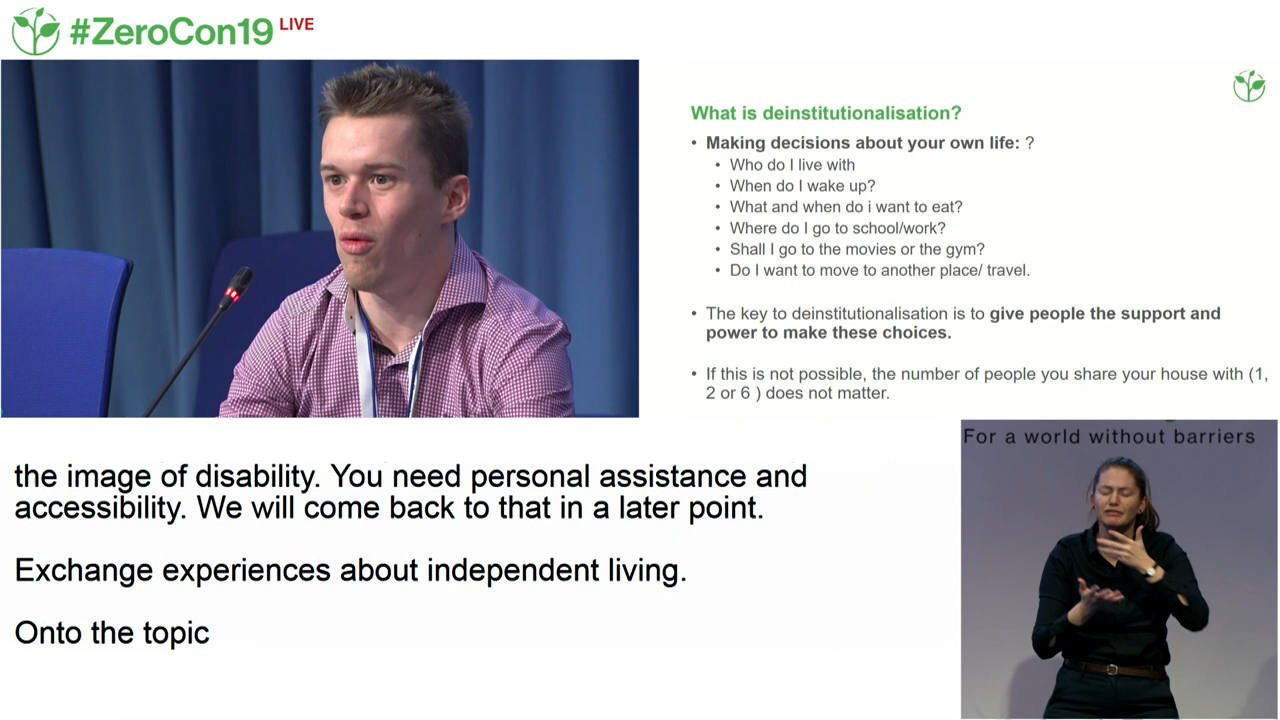 #ZeroCon19 LIVE
What is deinstitutionalisation?
• Making decisions about your own life: ?
• Who do I live with
• When do I wake up?
• What and when do i want to eat?
• Where do I go to school/work?
• Shall I go to the movies or the gym?
• Do I want to move to another place/ travel.
• The key to deinstitutionalisation is to give people the support and
power to make these choices.
• If this is not possible, the number of people you share your house with (1,
2 or 6 ) does not matter.
the image of disability. You need personal assistance and
accessibility. We will come back to that in a later point.
Exchange experiences about independent living.
Onto the topic
For a world without barriers